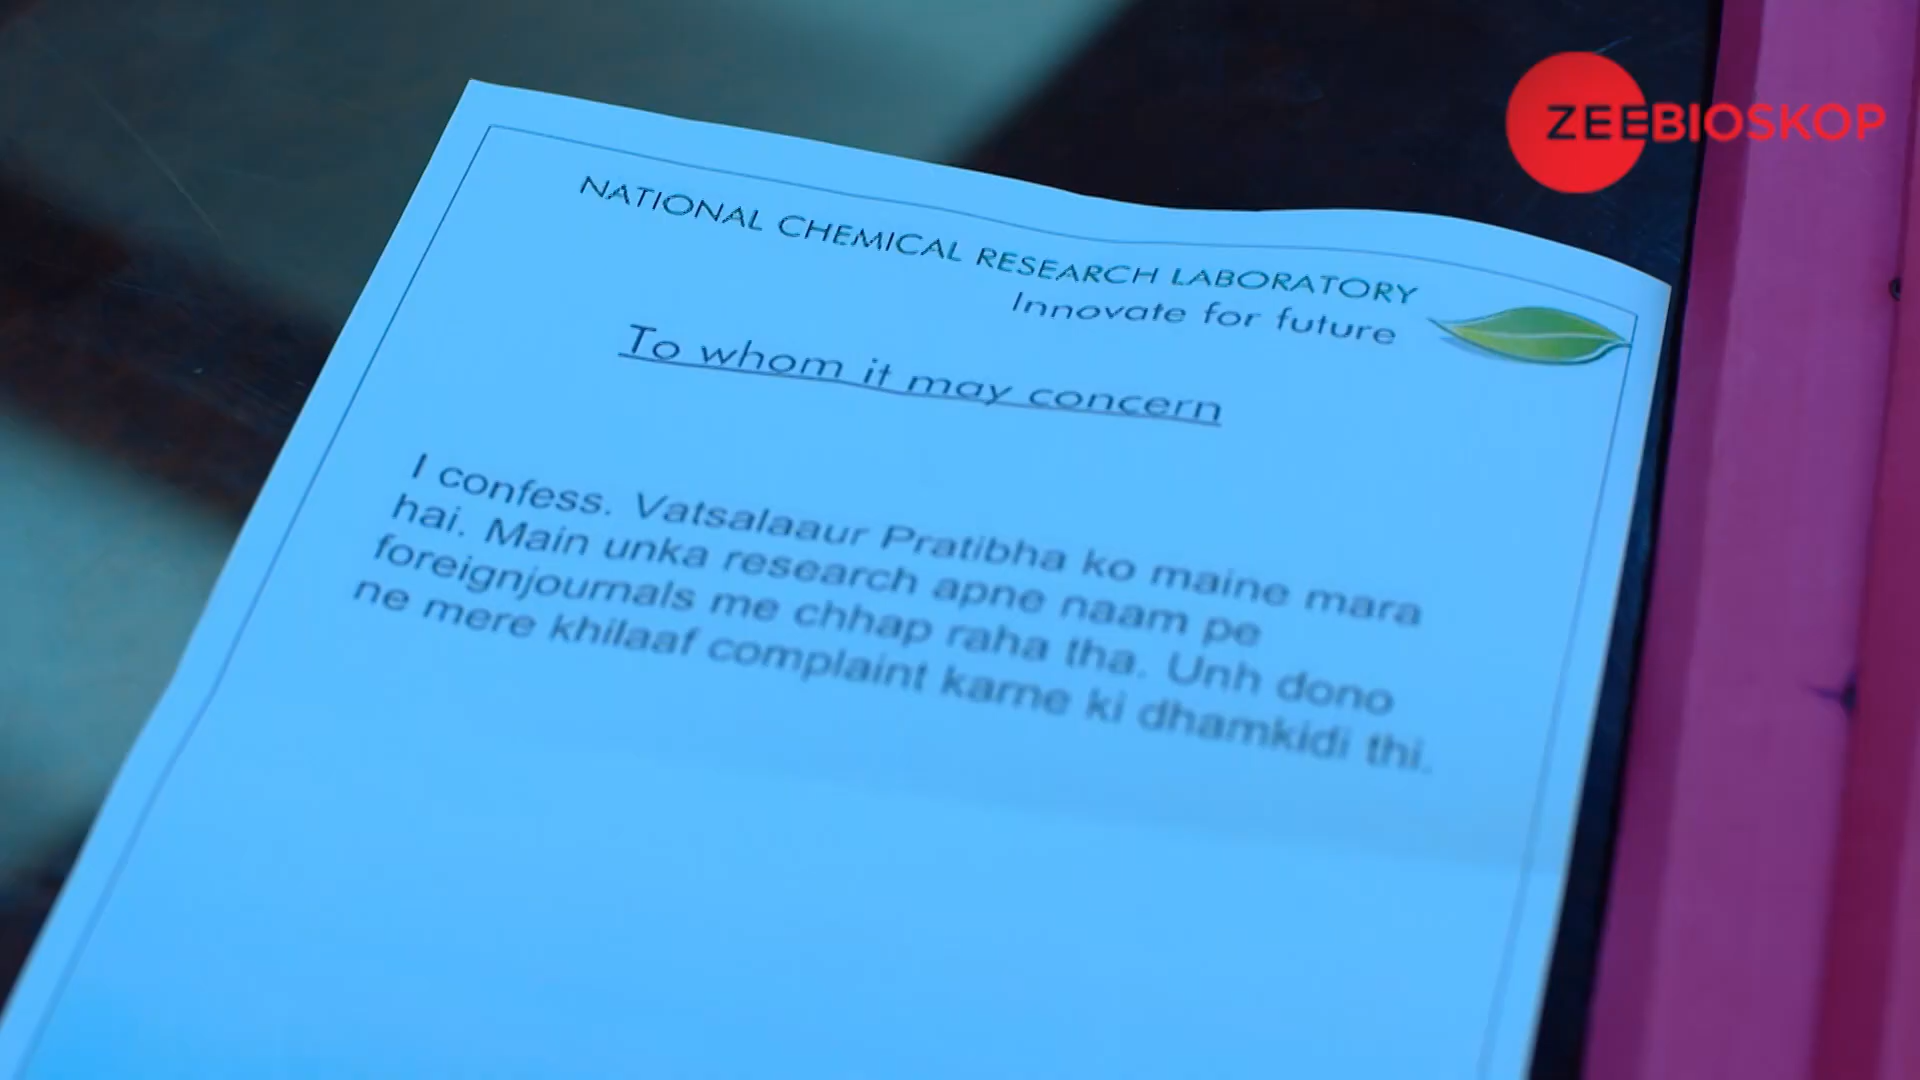 ZEEBIOSKOP
NATIONAL CHEMICAL RESEARCH LABORATORY
Innovate for future
To whom it may concern
I confess. Vatsalaaur Pratibha ko maine mara
hai. Main unka research apne naam pe
foreignjournals me chhap raha tha. Unh dono
ne mere khilaaf complaint karne ki dhamkidi thi.